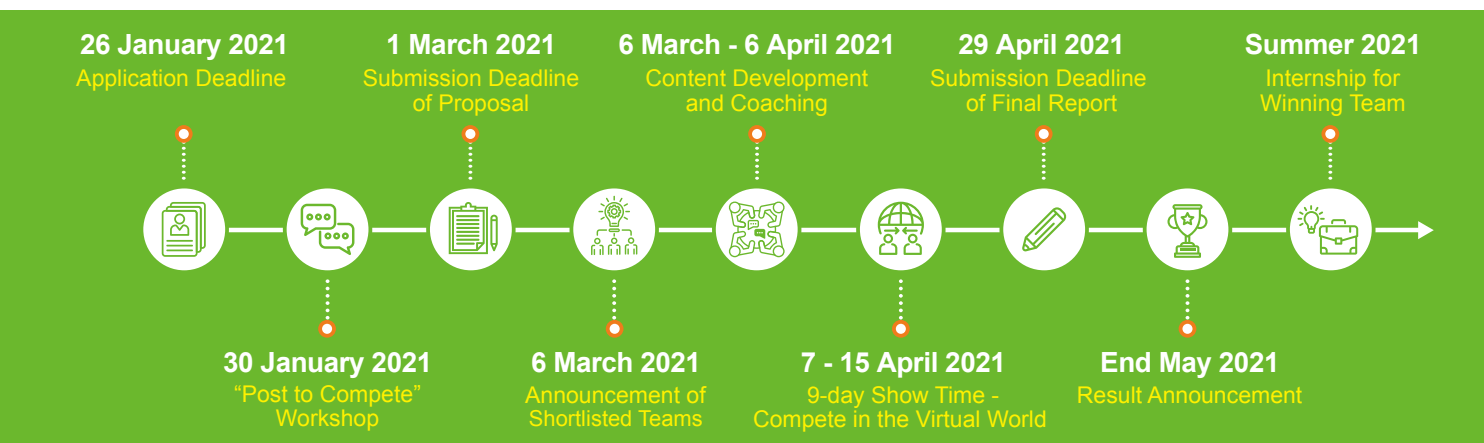 26 January 2021
Application Deadline
1 March 2021
Submission Deadline
of Proposal
6 March - 6 April 2021
Content Development
and Coaching
29 April 2021
Submission Deadline
of Final Report
Summer 2021
Internship for
Winning Team
30 January 2021
“Post to Compete”
Workshop
6 March 2021
Announcement of
Shortlisted Teams
7 - 15 April 2021
9-day Show Time -
Compete in the Virtual World
End May 2021
Result Announcement